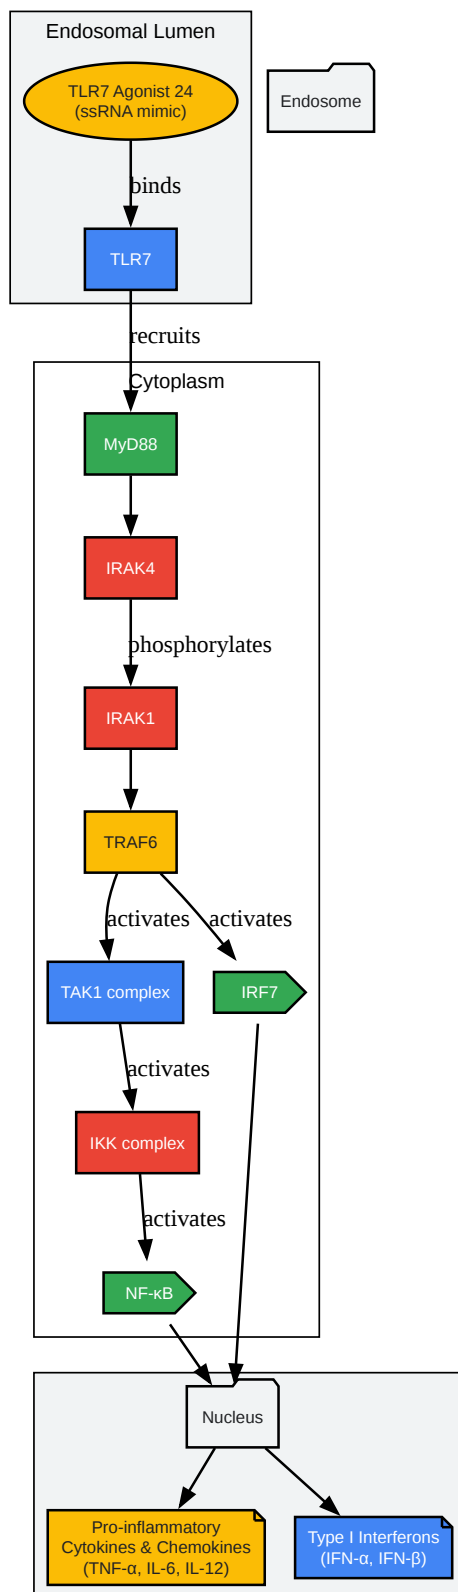 Endosomal Lumen
TLR7 Agonist 24
(ssRNA mimic)
Endosome
binds
TLR7
recruits
Cytoplasm
MyD88
IRAK4
phosphorylates
IRAK1
TRAF6
activates
activates
TAK1 complex
IRF7
activates
IKK complex
activates
NF-κB
Nucleus
Pro-inflammatory
Cytokines & Chemokines
(TNF-α, IL-6, IL-12)
Type I Interferons
(IFN-α, IFN-β)